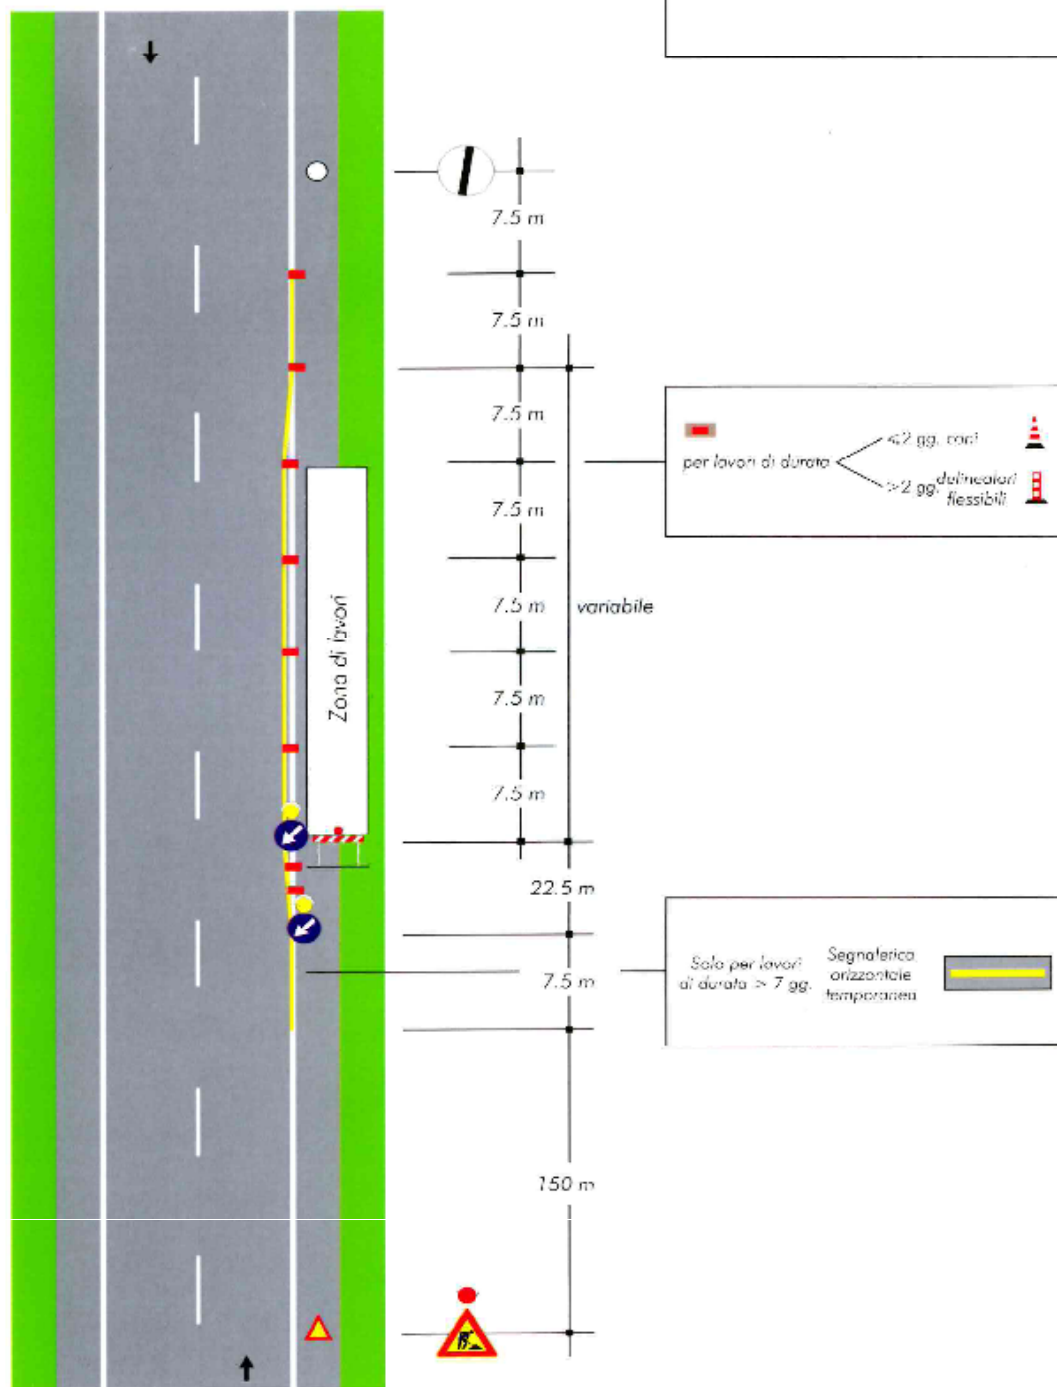 7.5 m
7.5 m
7.5 m
per lavori di durata
<2 gg. coni
>2 gg. delineatori
flessibili
7.5 m
7.5 m
variabile
Zona di lavori
7.5 m
7.5 m
22.5 m
7.5 m
Solo per lavori
di durata > 7 gg.
Segnaletica
orizzontale
temporanea
150 m